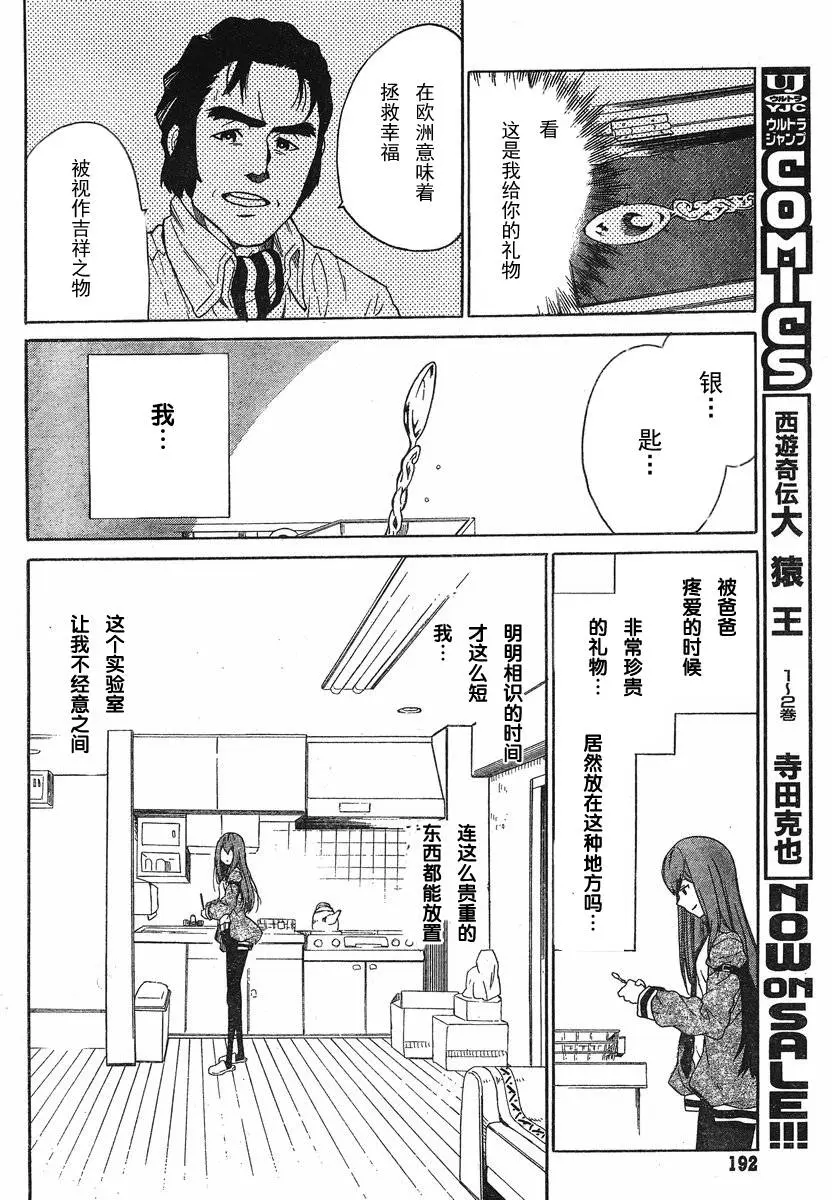 看
这是我给你的礼物
在欧洲意味着
拯救幸福
被视作吉祥之物
银…
匙…
我…
被爸爸
疼爱的时候
非常珍贵
的礼物…
居然放在这种地方吗…
明明相识的时间
才这么短
我…
连这么贵重的
东西都能放置
这个实验室
让我不经意之间
UJ
ウルトラ
YJC
ウルトラ
ジャンプ
COMICS
西遊奇伝大猿王
1~2巻
寺田克也
NOW ON SALE!!!
192